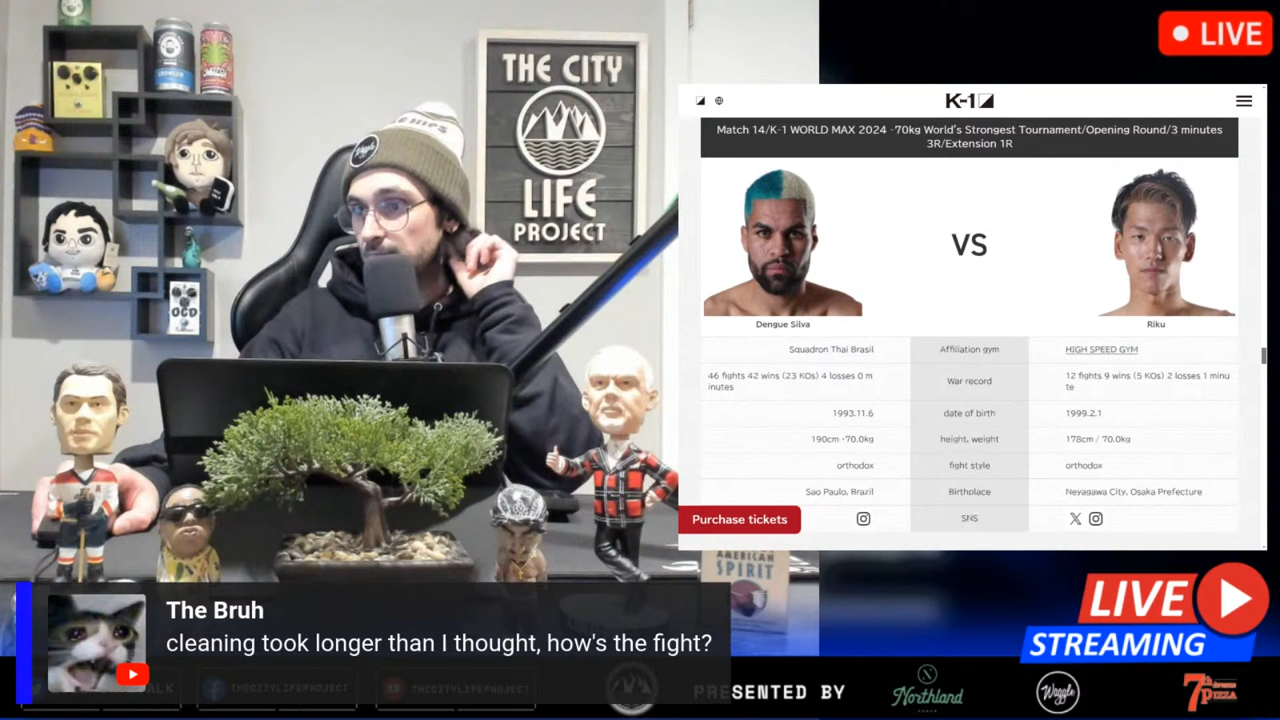 LIVE
THE CITY
LIFE
PROJECT
OCD
K-1
Match 14/K-1 WORLD MAX 2024 -70kg World's Strongest Tournament/Opening Round/3 minutes
3R/Extension 1R
VS
Dengue Silva
Riku
Squadron Thai Brasil
Affiliation gym
HIGH SPEED GYM
46 fights 42 wins (23 KOs) 4 losses 0 m
inutes
War record
12 fights 9 wins (5 KOs) 2 losses 1 minu
te
1993.11.6
date of birth
1999.2.1
190cm ·70.0kg
height, weight
178cm / 70.0kg
orthodox
fight style
orthodox
Sao Paulo, Brazil
Birthplace
Neyagawa City, Osaka Prefecture
Purchase tickets
SNS
AMERICAN
SPIRIT
The Bruh
cleaning took longer than I thought, how's the fight?
LIVE
STREAMING
THECITYLIFEPROJECT
THECITYLIFEPROJECT
PRESENTED BY
Northland
Waggle
7th
PIZZA